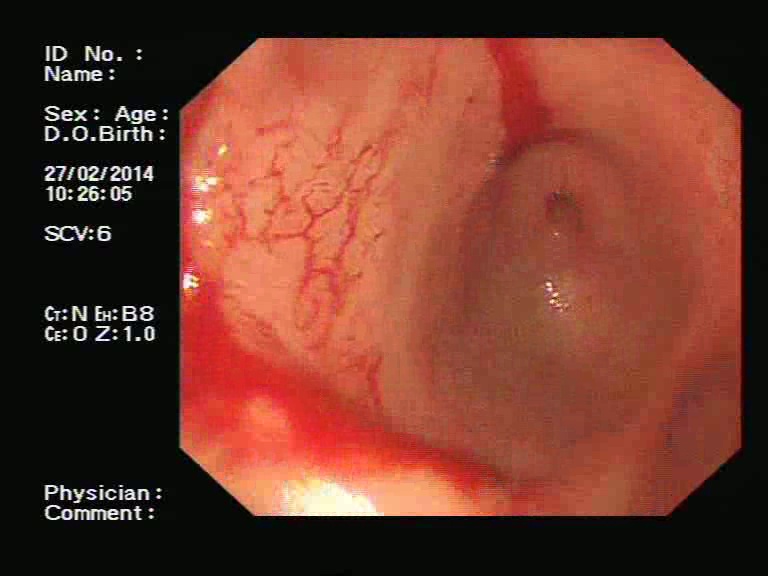 ID No. :
Name :
Sex : Age :
D.O.Birth :
27/02/2014
10:26:05
SCV:6
CT:N EH:B8
CE:0 Z:1.0
Physician :
Comment :